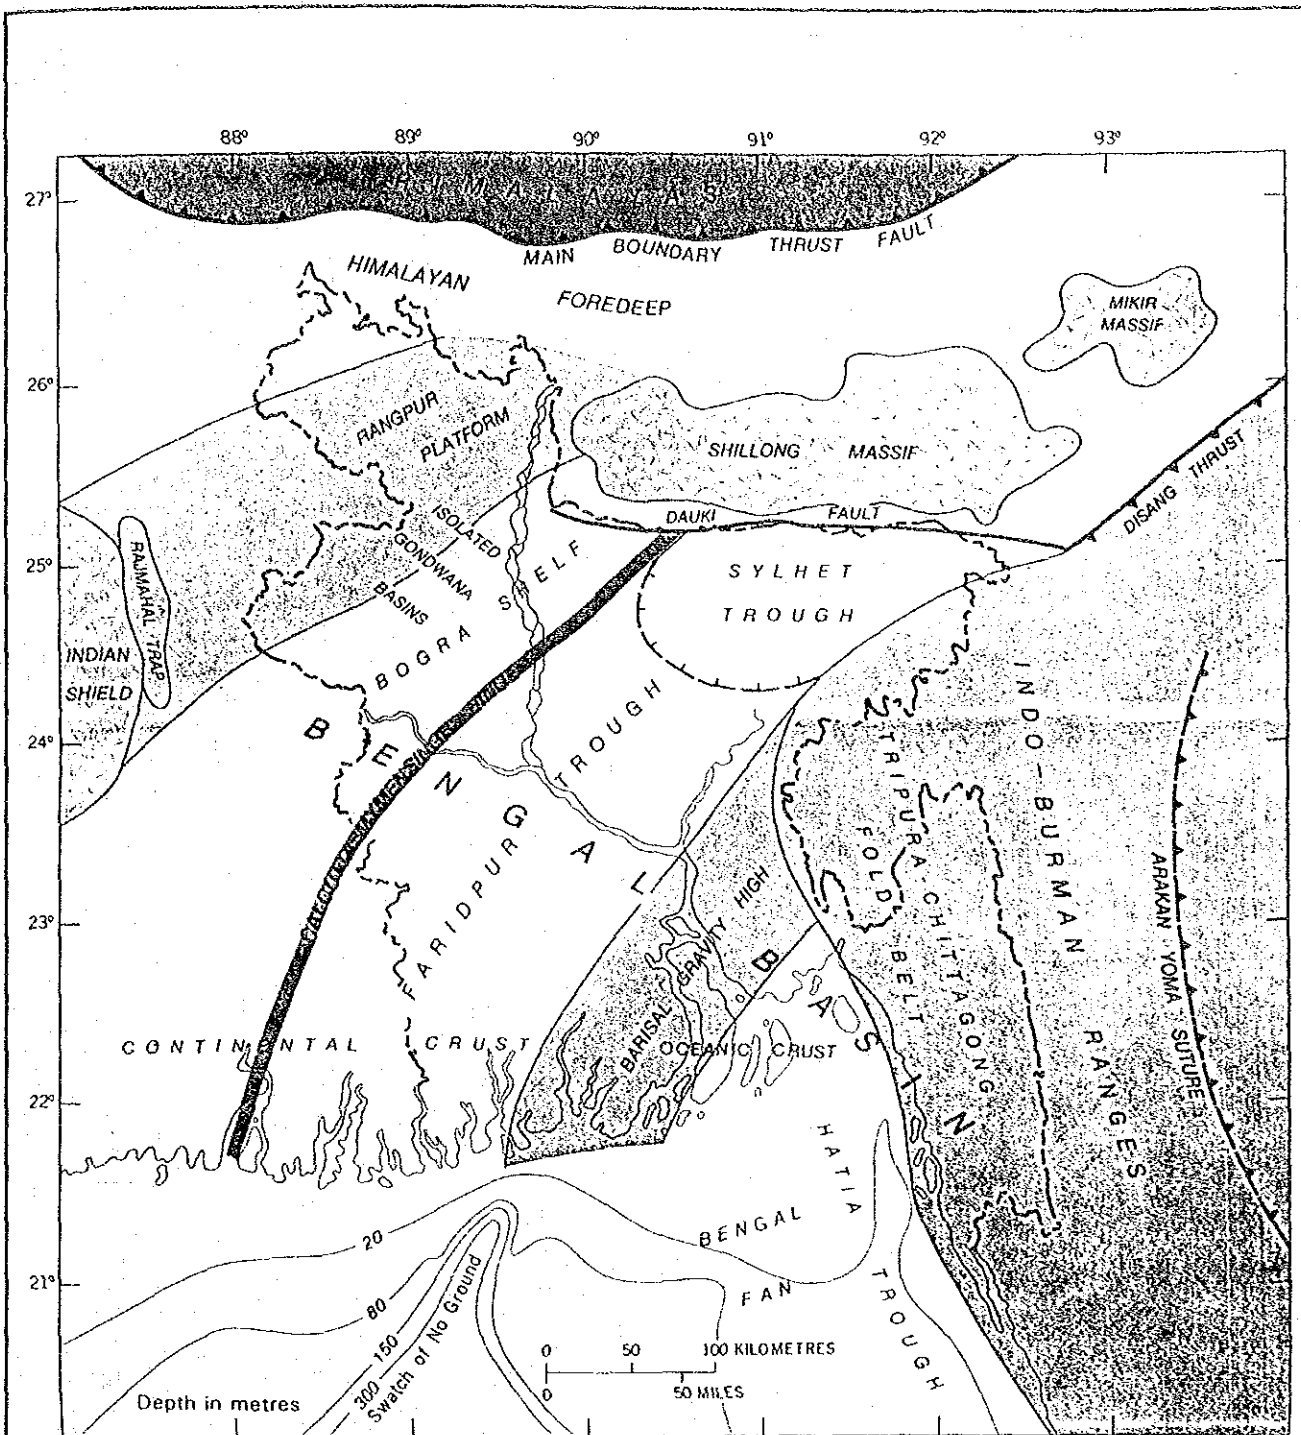 88° 89° 90° 91° 92° 93°
27°
HIMALAYAS
MAIN BOUNDARY THRUST FAULT
HIMALAYAN
FOREDEEP
MIKIR
MASSIF
26°
RANGPUR
PLATFORM
SHILLONG MASSIF
DISANG THRUST
DAUKI FAULT
ISOLATED
GONDWANA
BASINS
25°
RAJMAHAL TRAP
INDIAN
SHIELD
BOGRA SHELF
SYLHET
TROUGH
24°
BENGAL BASIN
FARIDPUR TROUGH
TRIPURA-CHITTAGONG
FOLD BELT
INDO-BURMAN RANGES
ARAKAN YOMA SUTURE
23°
BARISAL GRAVITY HIGH
CONTINENTAL CRUST
OCEANIC CRUST
22°
HATIA TROUGH
BENGAL
FAN
21°
20
80
150
300
Swatch of No Ground
0 50 100 KILOMETRES
0 50 MILES
Depth in metres